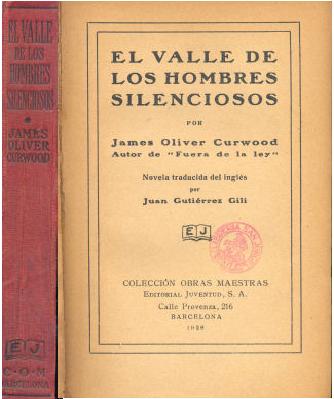 EL VALLE
DE LOS
HOMBRES
SILENCIOSOS
JAMES
OLIVER
CURWOOD
EJ
C·O·M
BARCELONA
EL VALLE DE
LOS HOMBRES
SILENCIOSOS
POR
James Oliver Curwood
Autor de "Fuera de la ley"
Novela traducida del inglés
por
Juan Gutiérrez Gili
EJ
COLECCIÓN OBRAS MAESTRAS
EDITORIAL JUVENTUD, S. A.
Calle Provenza, 216
BARCELONA
1928